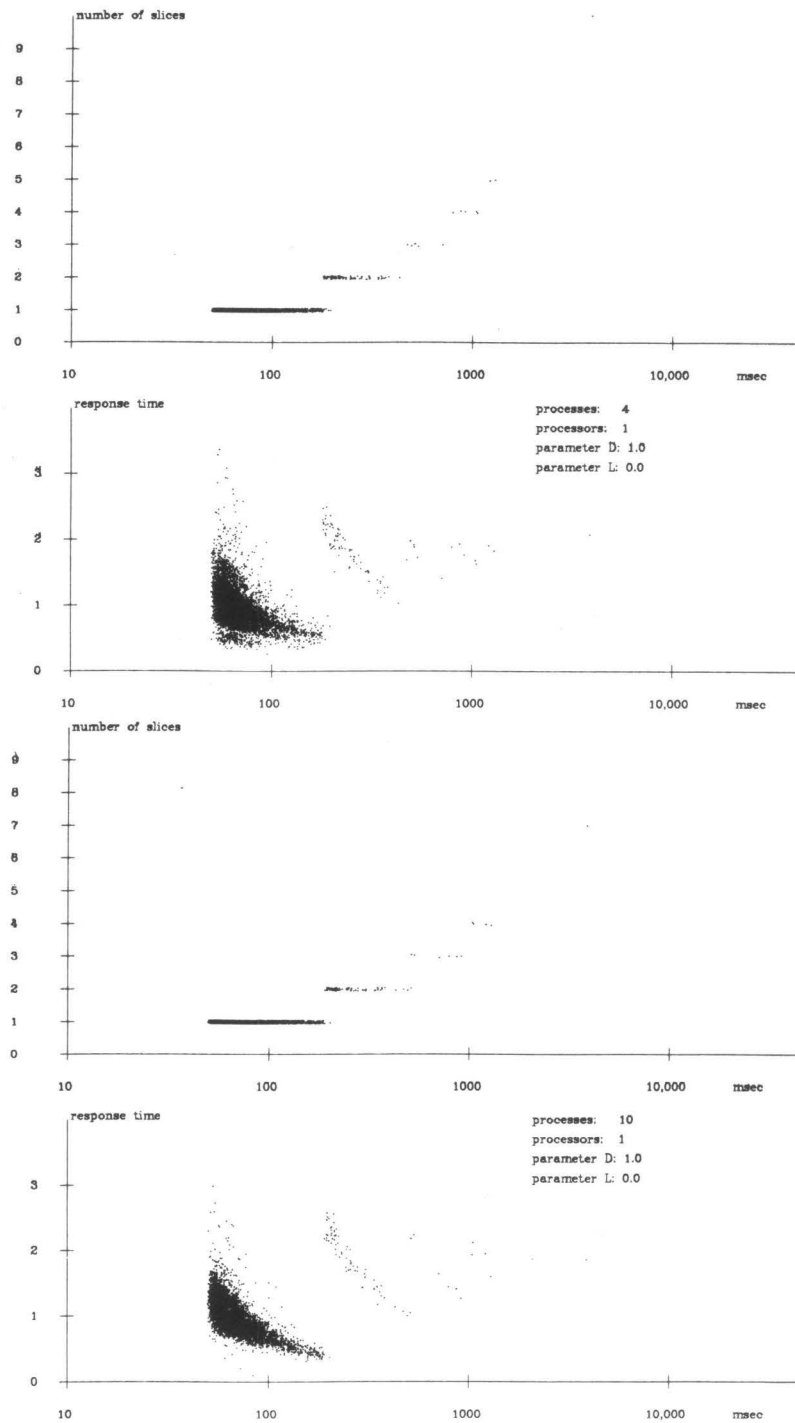 number of slices
9
8
7
6
5
4
3
2
1
0
10 100 1000 10,000 msec
response time
processes: 4
processors: 1
parameter D: 1.0
parameter L: 0.0
3
2
1
0
10 100 1000 10,000 msec
number of slices
9
8
7
6
5
4
3
2
1
0
10 100 1000 10,000 msec
response time
processes: 10
processors: 1
parameter D: 1.0
parameter L: 0.0
3
2
1
0
10 100 1000 10,000 msec